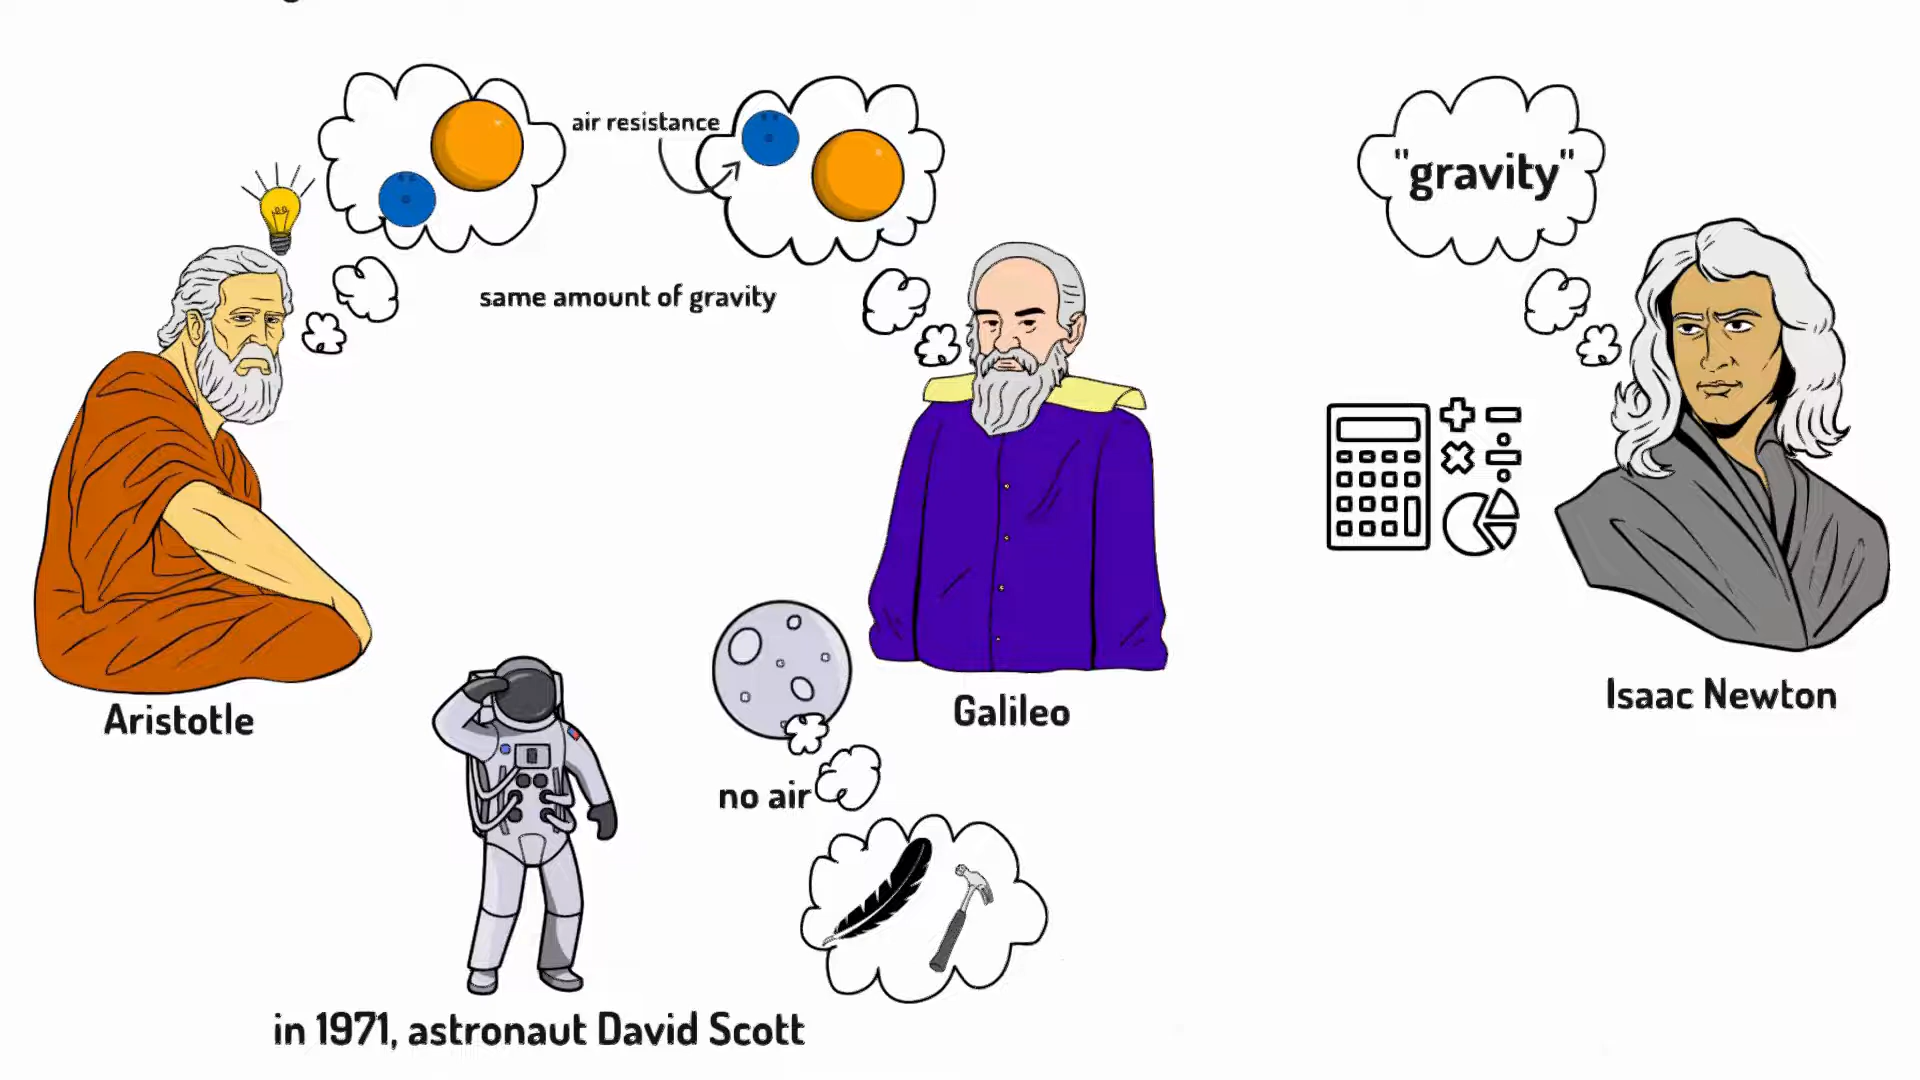 air resistance
"gravity"
same amount of gravity
Aristotle
Galileo
Isaac Newton
no air
in 1971, astronaut David Scott